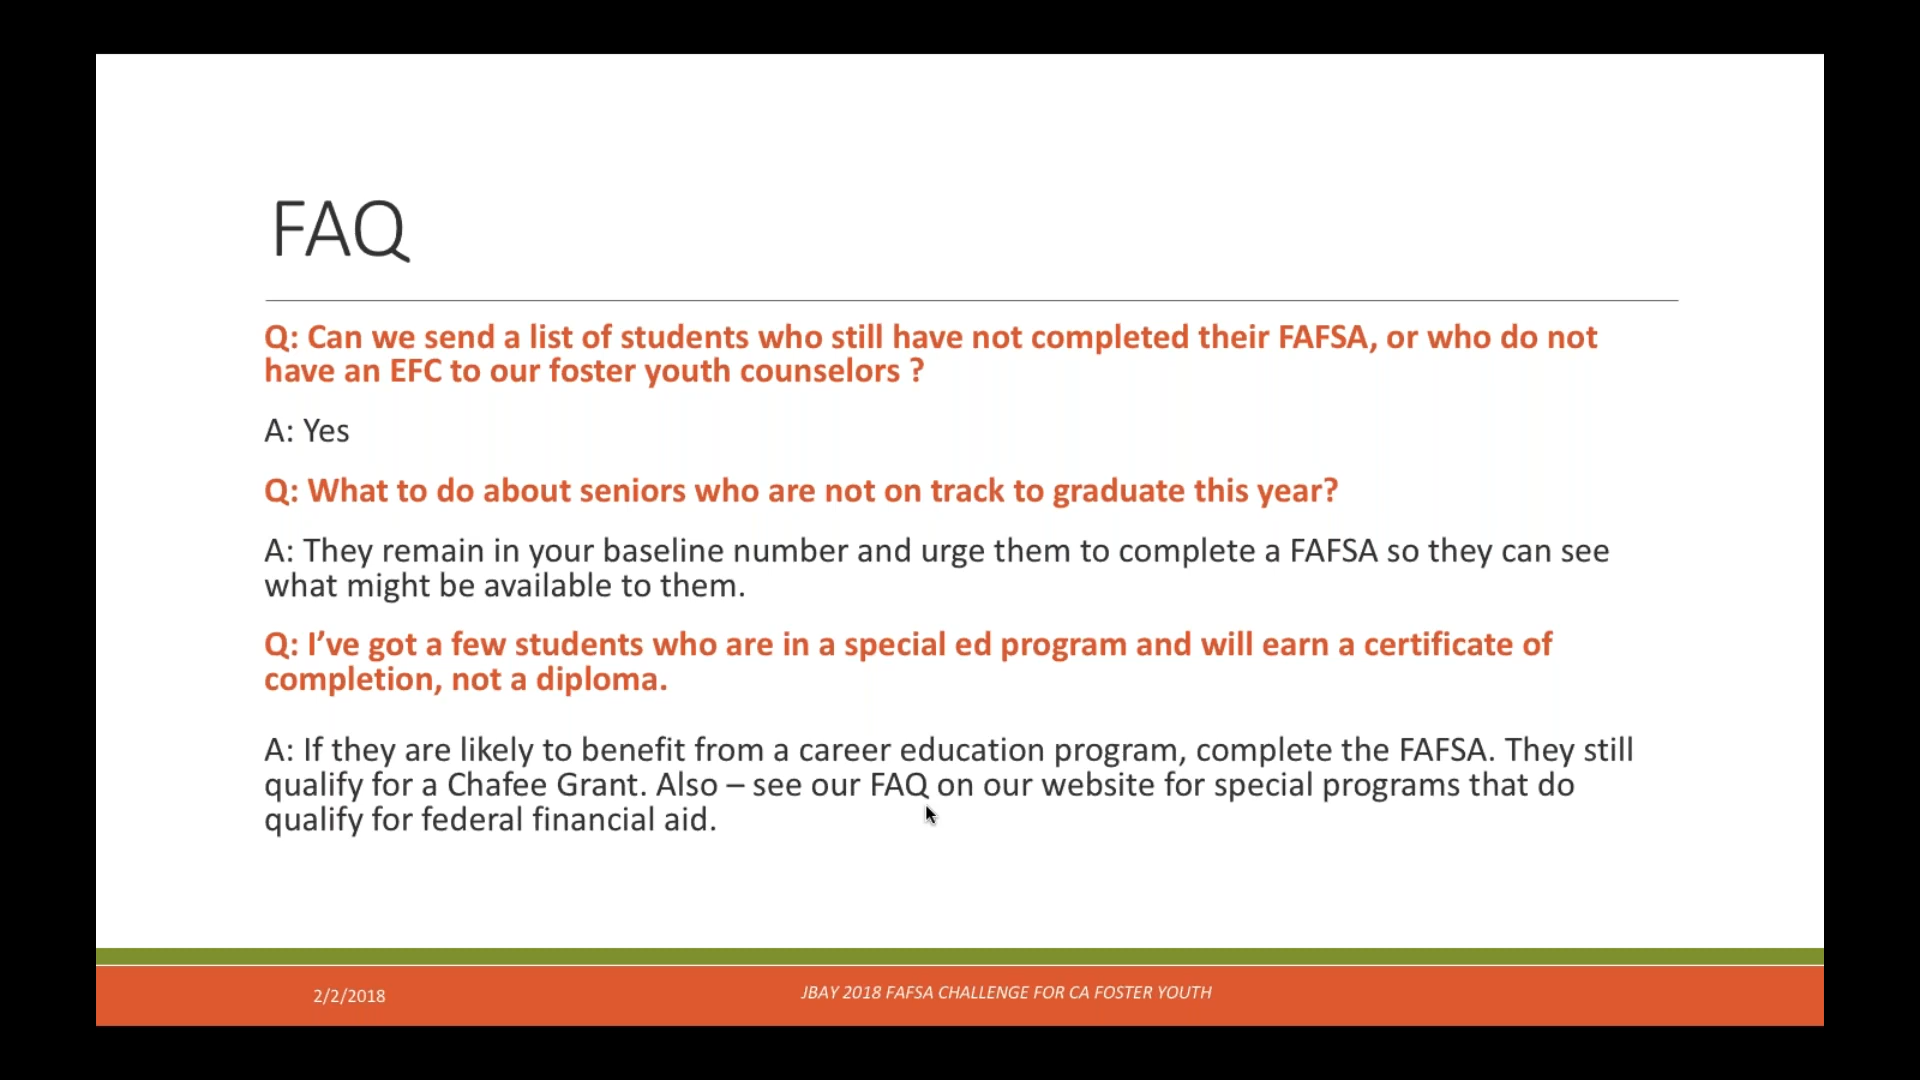 FAQ
Q: Can we send a list of students who still have not completed their FAFSA, or who do not
have an EFC to our foster youth counselors ?
A: Yes
Q: What to do about seniors who are not on track to graduate this year?
A: They remain in your baseline number and urge them to complete a FAFSA so they can see
what might be available to them.
Q: I’ve got a few students who are in a special ed program and will earn a certificate of
completion, not a diploma.
A: If they are likely to benefit from a career education program, complete the FAFSA. They still
qualify for a Chafee Grant. Also – see our FAQ on our website for special programs that do
qualify for federal financial aid.
2/2/2018
JBAY 2018 FAFSA CHALLENGE FOR CA FOSTER YOUTH